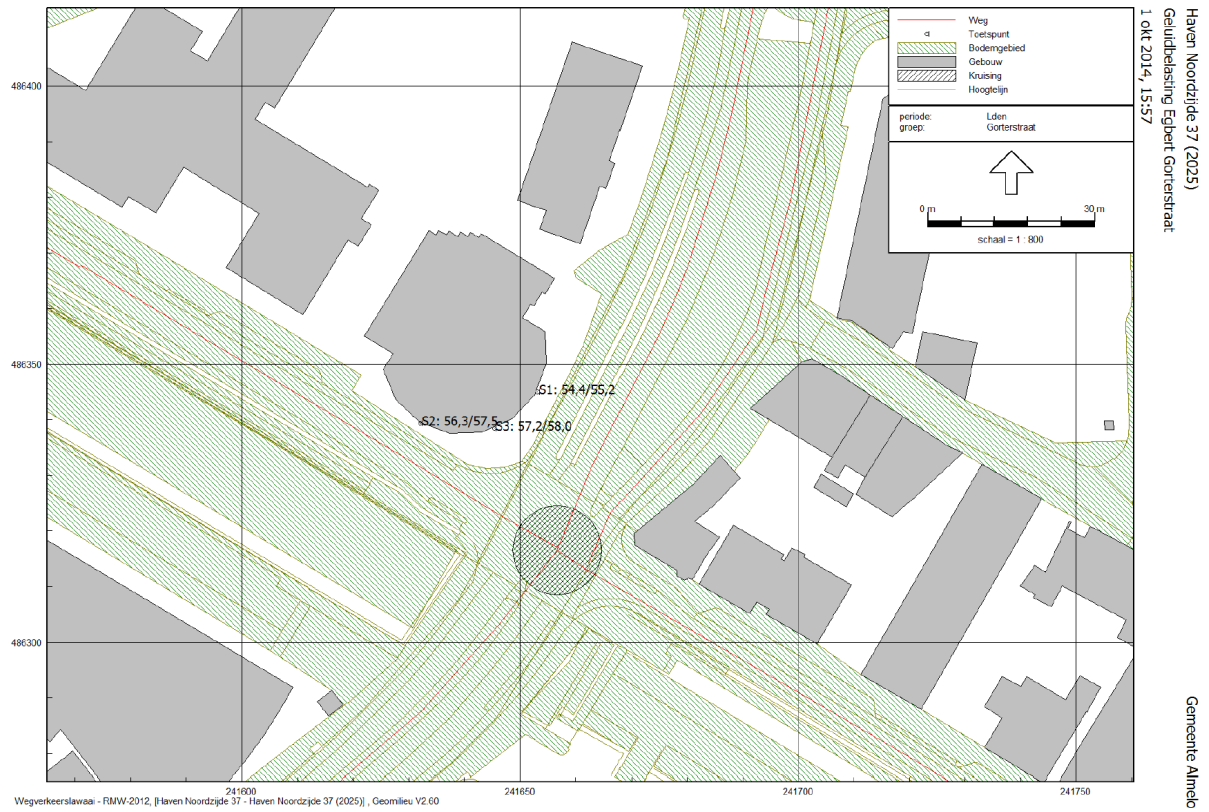 Haven Noordzijde 37 (2025)
Geluidbelasting Egbert Gorterstraat
1 okt 2014, 15:57
Weg
Toetspunt
Bodemgebied
Gebouw
Kruising
Hoogtelijn
periode: Lden
groep: Gorterstraat
0 m 30 m
schaal = 1 : 800
486400
486350
486300
S1: 54,4/55,2
S2: 56,3/57,5
S3: 57,2/58,0
241600 241650 241700 241750
Wegverkeerslawaai - RMW-2012, [Haven Noordzijde 37 - Haven Noordzijde 37 (2025)] , Geomilieu V2.60
Gemeente Almelo